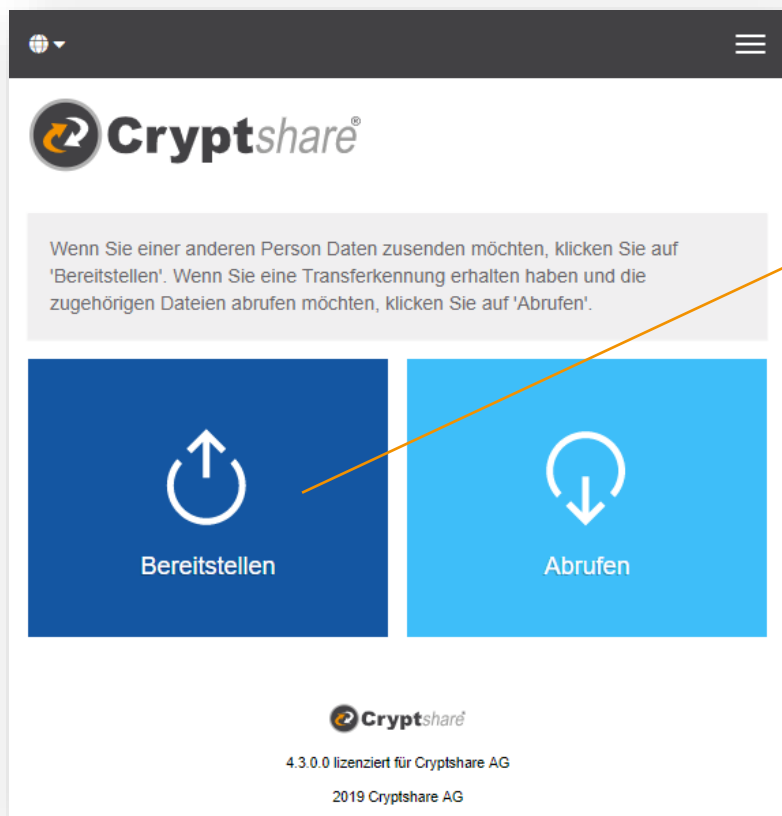 Cryptshare®
Wenn Sie einer anderen Person Daten zusenden möchten, klicken Sie auf
'Bereitstellen'. Wenn Sie eine Transferkennung erhalten haben und die
zugehörigen Dateien abrufen möchten, klicken Sie auf 'Abrufen'.
Bereitstellen
Abrufen
Cryptshare®
4.3.0.0 lizenziert für Cryptshare AG
2019 Cryptshare AG